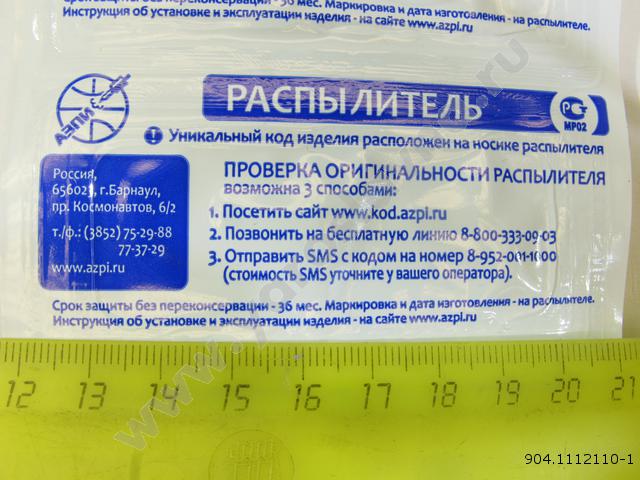 Срок защиты без переконсервации - 36 мес. Маркировка и дата изготовления - на распылителе.
Инструкция об установке и эксплуатации изделия - на сайте www.azpi.ru
АЗПИ
РАСПЫЛИТЕЛЬ
РС
МР02
! Уникальный код изделия расположен на носике распылителя
Россия,
656023, г.Барнаул,
пр. Космонавтов, 6/2
т./ф.: (3852) 75-29-88
77-37-29
www.azpi.ru
ПРОВЕРКА ОРИГИНАЛЬНОСТИ РАСПЫЛИТЕЛЯ
возможна 3 способами:
1. Посетить сайт www.kod.azpi.ru
2. Позвонить на бесплатную линию 8-800-333-09-03
3. Отправить SMS с кодом на номер 8-952-001-1000
(стоимость SMS уточните у вашего оператора).
Срок защиты без переконсервации - 36 мес. Маркировка и дата изготовления - на распылителе.
Инструкция об установке и эксплуатации изделия - на сайте www.azpi.ru
12 13 14 15 16 17 18 19 20 21
904.1112110-1